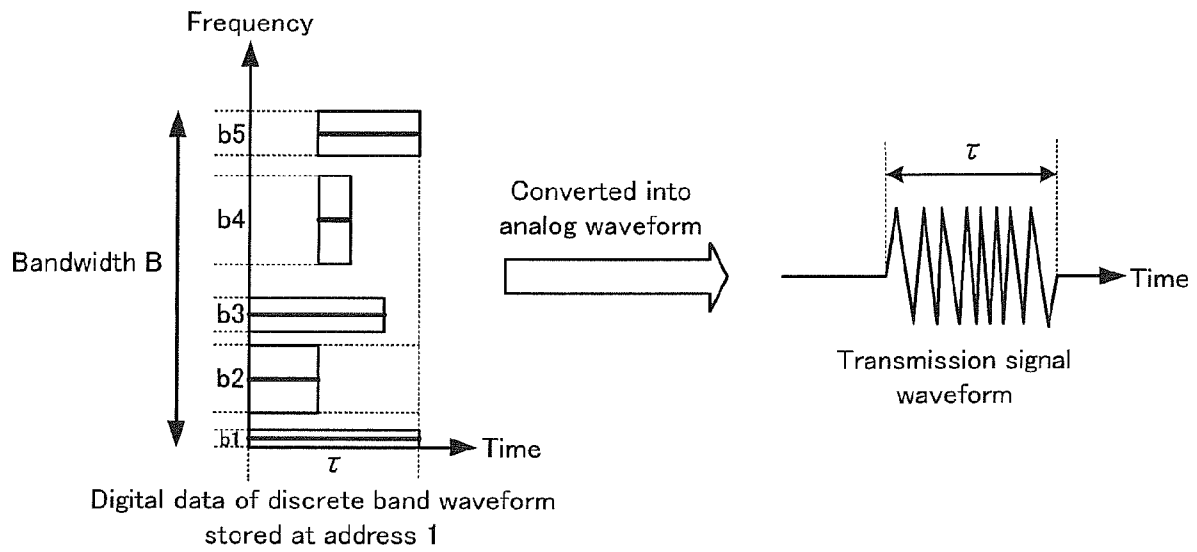 Frequency
b5
b4
Bandwidth B
b3
b2
b1
Time
τ
Digital data of discrete band waveform
stored at address 1
Converted into
analog waveform
τ
Time
Transmission signal
waveform